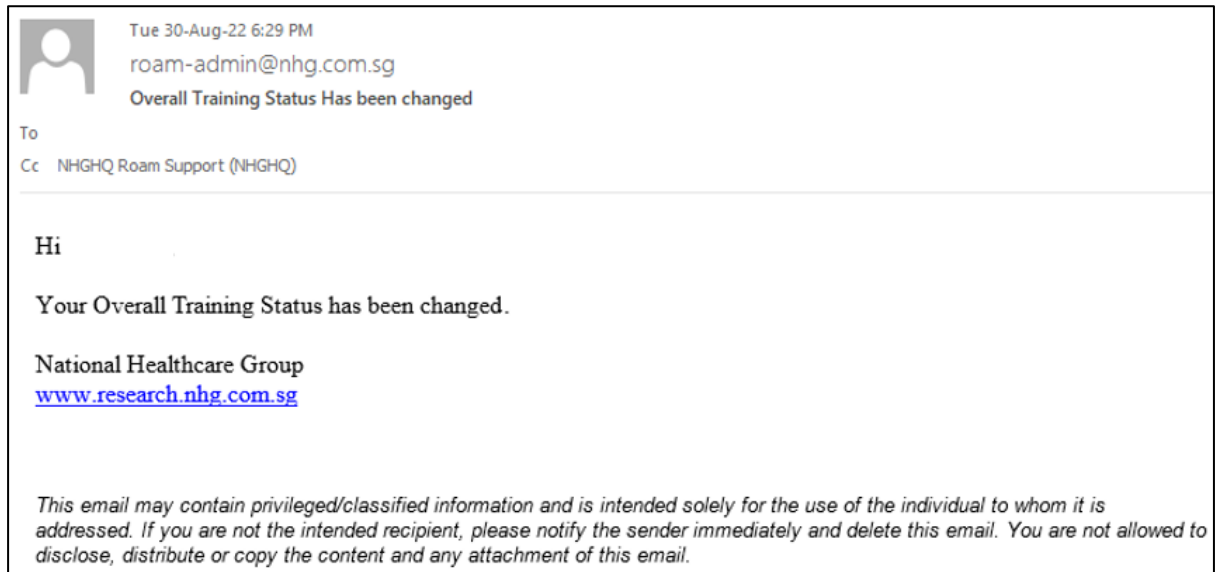 Tue 30-Aug-22 6:29 PM
roam-admin@nhg.com.sg
Overall Training Status Has been changed
To
Cc NHGHQ Roam Support (NHGHQ)
Hi
Your Overall Training Status has been changed.
National Healthcare Group
www.research.nhg.com.sg
This email may contain privileged/classified information and is intended solely for the use of the individual to whom it is
addressed. If you are not the intended recipient, please notify the sender immediately and delete this email. You are not allowed to
disclose, distribute or copy the content and any attachment of this email.